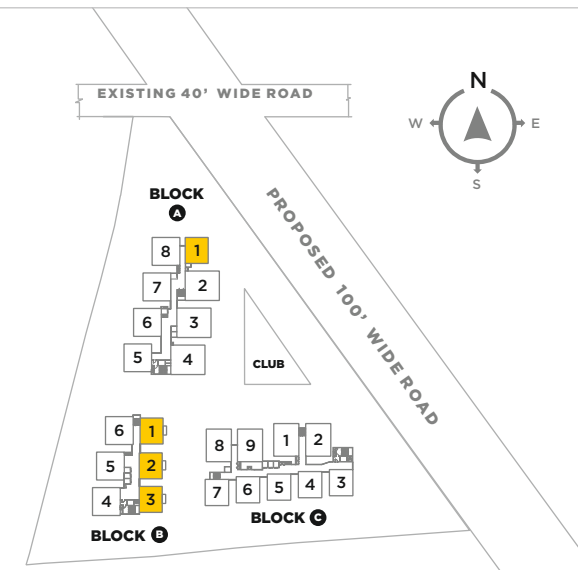 EXISTING 40' WIDE ROAD
N
W E
S
PROPOSED 100' WIDE ROAD
BLOCK
A
8 1
7 2
6 3
5 4
CLUB
6 1
5 2
4 3
BLOCK B
8 9 1 2
7 6 5 4 3
BLOCK C